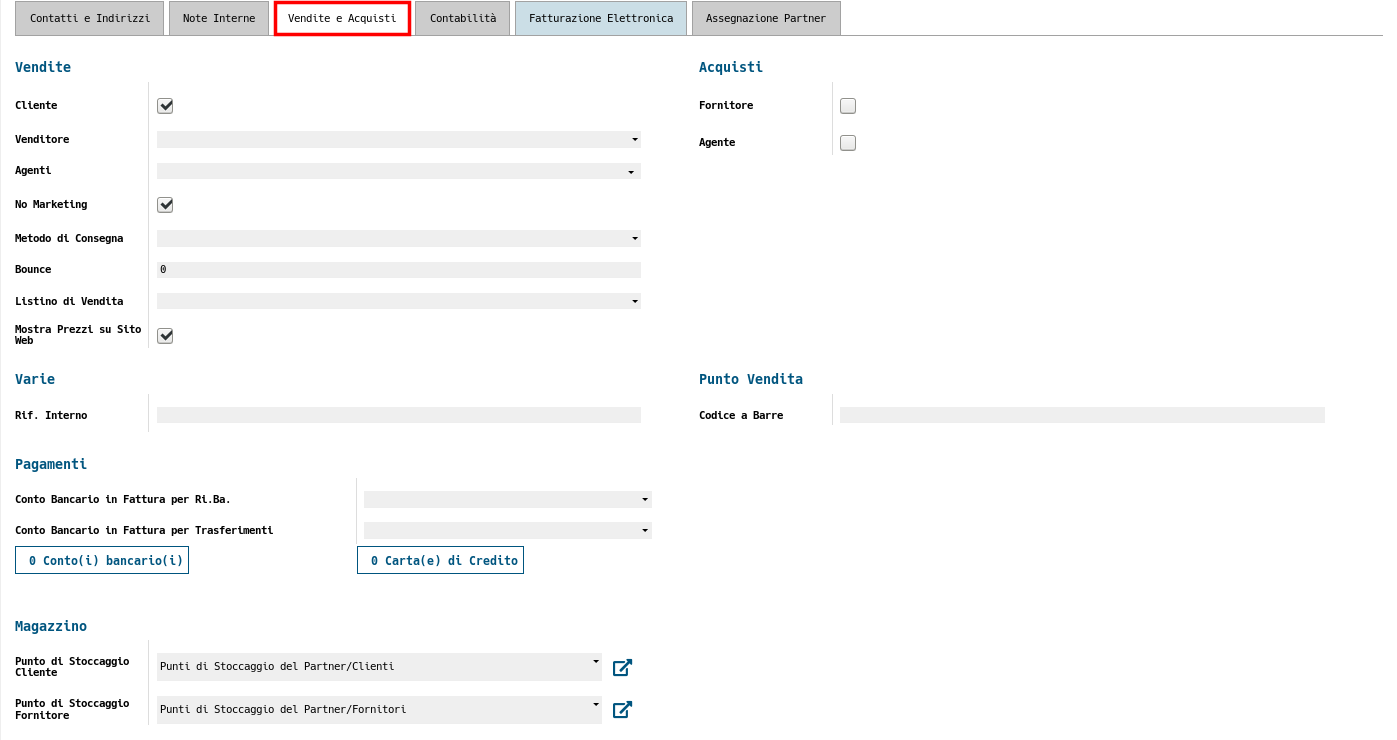 Contatti e Indirizzi
Note Interne
Vendite e Acquisti
Contabilità
Fatturazione Elettronica
Assegnazione Partner
Vendite
Cliente
Venditore
Agenti
No Marketing
Metodo di Consegna
Bounce
0
Listino di Vendita
Mostra Prezzi su Sito
Web
Acquisti
Fornitore
Agente
Varie
Rif. Interno
Punto Vendita
Codice a Barre
Pagamenti
Conto Bancario in Fattura per Ri.Ba.
Conto Bancario in Fattura per Trasferimenti
0 Conto(i) bancario(i)
0 Carta(e) di Credito
Magazzino
Punto di Stoccaggio
Cliente
Punti di Stoccaggio del Partner/Clienti
Punto di Stoccaggio
Fornitore
Punti di Stoccaggio del Partner/Fornitori